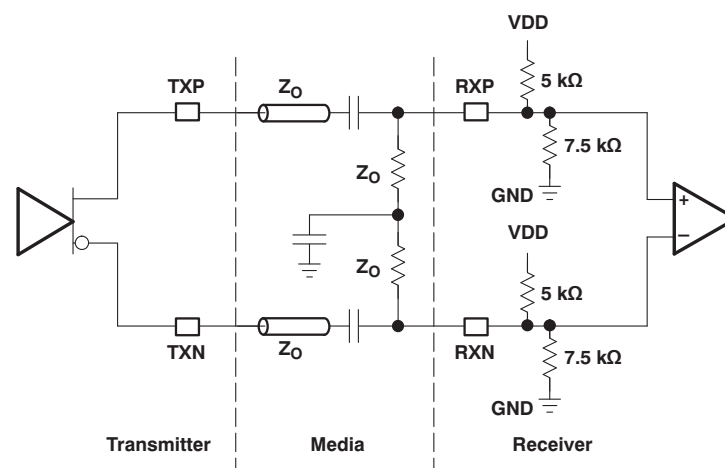 VDD
TXP
Z_O
RXP
5 kΩ
7.5 kΩ
Z_O
GND
+
VDD
−
Z_O
5 kΩ
TXN
Z_O
RXN
7.5 kΩ
GND
Transmitter
Media
Receiver